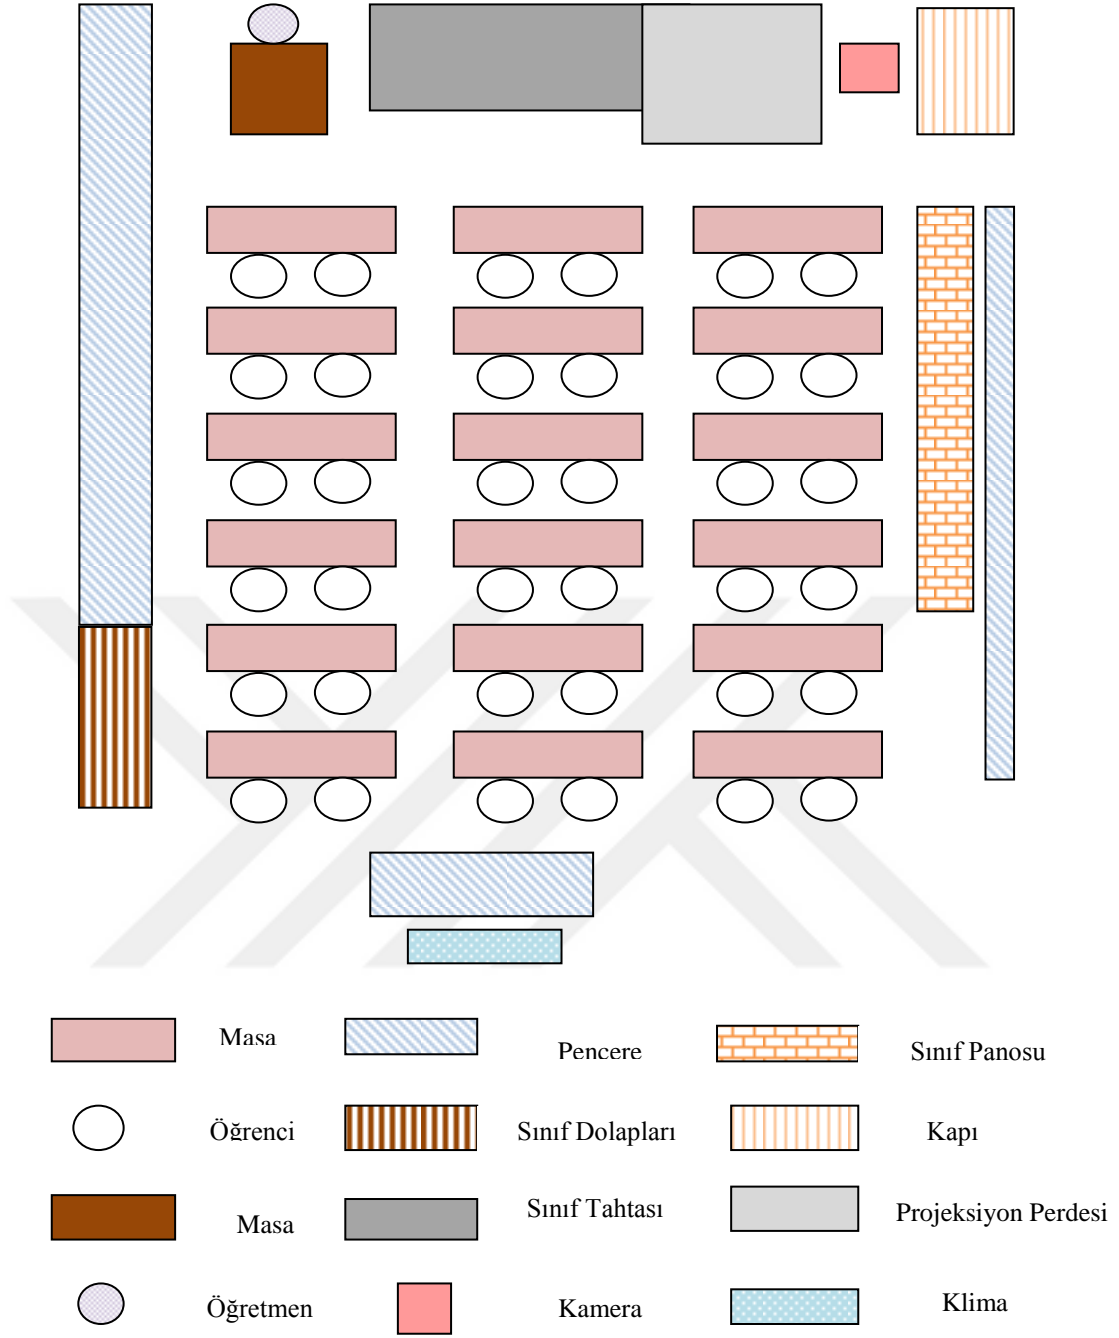 Masa
Pencere
Sınıf Panosu
Öğrenci
Sınıf Dolapları
Kapı
Masa
Sınıf Tahtası
Projeksiyon Perdesi
Öğretmen
Kamera
Klima